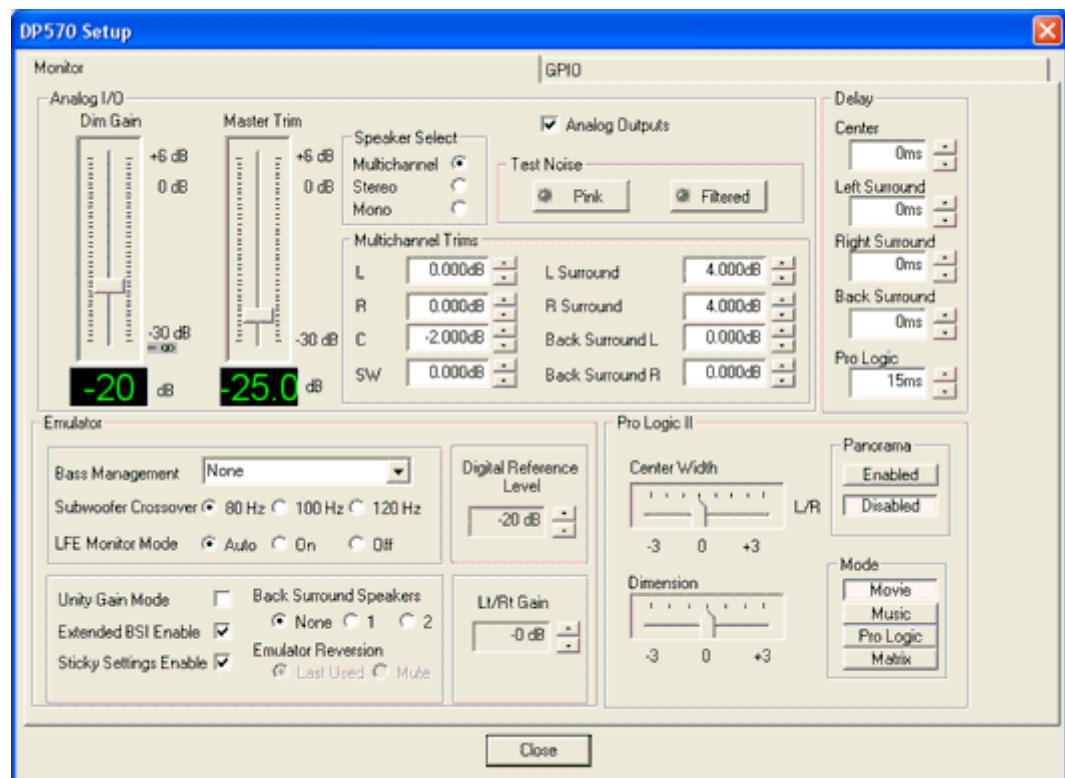 DP570 Setup
Monitor
GPIO
Analog I/O
Dim Gain
+6 dB
0 dB
-30 dB
-∞
-20 dB
Master Trim
+6 dB
0 dB
-30 dB
-25.0 dB
Speaker Select
Multichannel
Stereo
Mono
Analog Outputs
Test Noise
Pink
Filtered
Multichannel Trims
L 0.000dB
R 0.000dB
C -2.000dB
SW 0.000dB
L Surround 4.000dB
R Surround 4.000dB
Back Surround L 0.000dB
Back Surround R 0.000dB
Delay
Center
0ms
Left Surround
0ms
Right Surround
0ms
Back Surround
0ms
Pro Logic
15ms
Emulator
Bass Management None
Subwoofer Crossover 80 Hz 100 Hz 120 Hz
LFE Monitor Mode Auto On Off
Digital Reference
Level
-20 dB
Unity Gain Mode
Extended BSI Enable
Sticky Settings Enable
Back Surround Speakers
None 1 2
Emulator Reversion
Last Used Mute
Lt/Rt Gain
-0 dB
Pro Logic II
Center Width
L/R
-3 0 +3
Dimension
-3 0 +3
Panorama
Enabled
Disabled
Mode
Movie
Music
Pro Logic
Matrix
Close